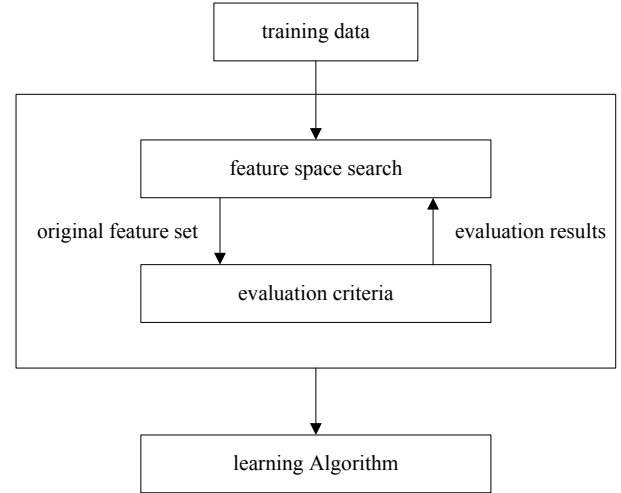 training data
feature space search
original feature set
evaluation results
evaluation criteria
learning Algorithm